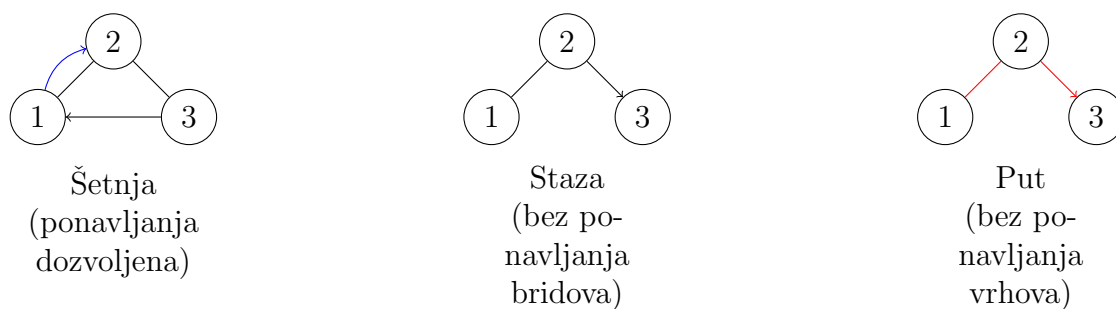 2
1
3
Šetnja
(ponavljanja
dozvoljena)
2
1
3
Staza
(bez po-
navljanja
bridova)
2
1
3
Put
(bez po-
navljanja
vrhova)